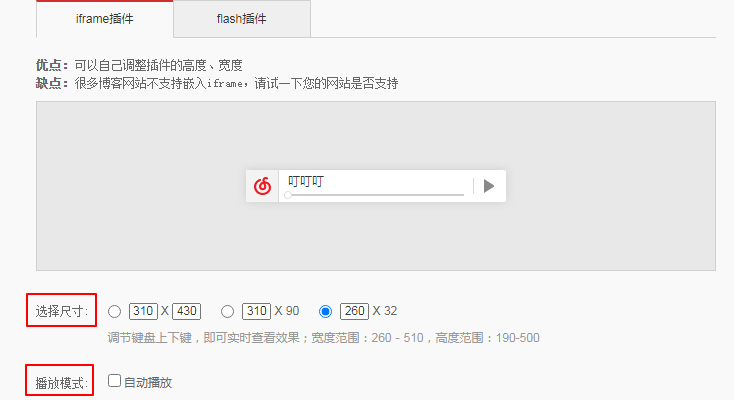 iframe插件 flash插件
优点：可以自己调整插件的高度、宽度
缺点：很多博客网站不支持嵌入iframe，请试一下您的网站是否支持
叮叮叮
选择尺寸： 310 X 430 310 X 90 260 X 32
调节键盘上下键，即可实时查看效果；宽度范围：260 - 510，高度范围：190-500
播放模式： 自动播放